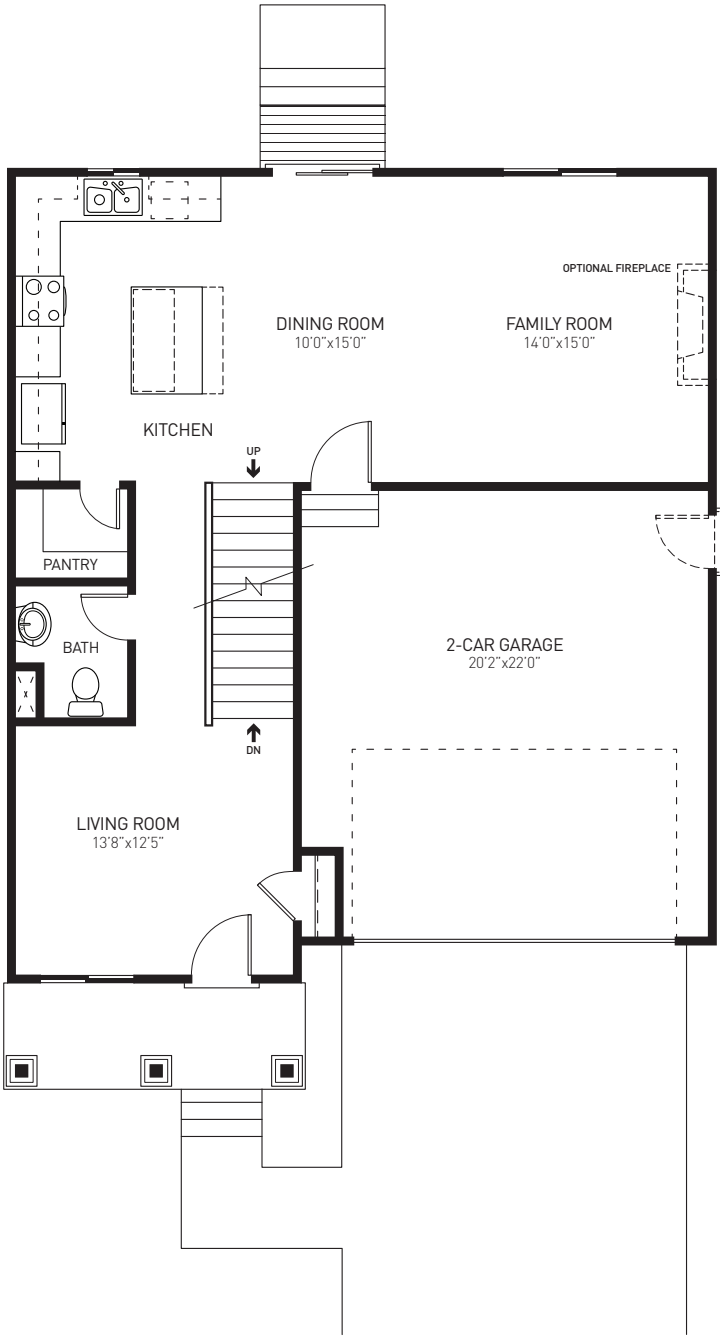 OPTIONAL FIREPLACE
DINING ROOM
10'0"x15'0"
FAMILY ROOM
14'0"x15'0"
KITCHEN
UP
PANTRY
BATH
2-CAR GARAGE
20'2"x22'0"
DN
LIVING ROOM
13'8"x12'5"